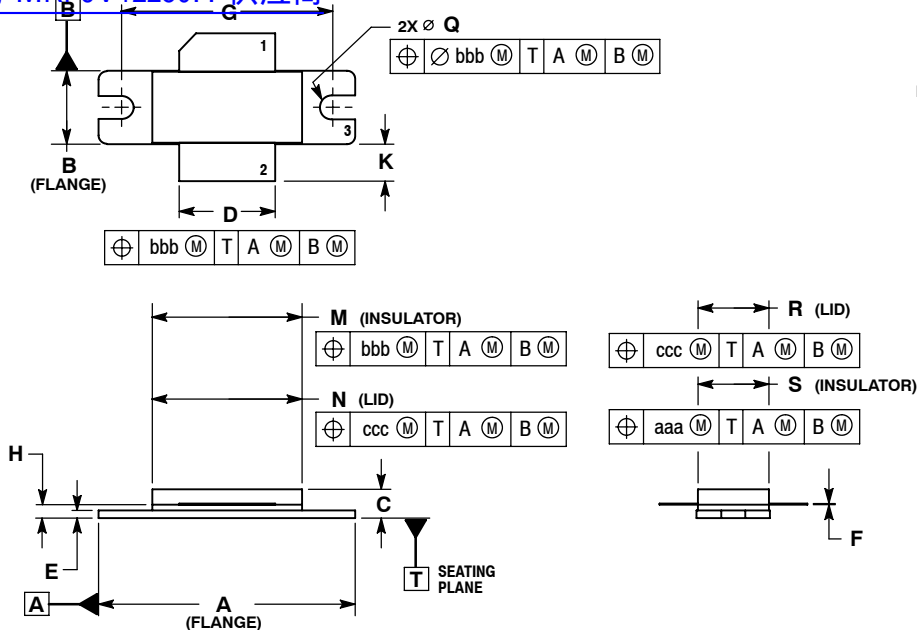 B
G
1
2X ⌀ Q
⌖ ⌀ bbb Ⓜ T A Ⓜ B Ⓜ
3
B
(FLANGE)
2
K
D
⌖ bbb Ⓜ T A Ⓜ B Ⓜ
M (INSULATOR)
⌖ bbb Ⓜ T A Ⓜ B Ⓜ
N (LID)
⌖ ccc Ⓜ T A Ⓜ B Ⓜ
R (LID)
⌖ ccc Ⓜ T A Ⓜ B Ⓜ
S (INSULATOR)
⌖ aaa Ⓜ T A Ⓜ B Ⓜ
H
C
E
F
T SEATING
PLANE
A
A
(FLANGE)